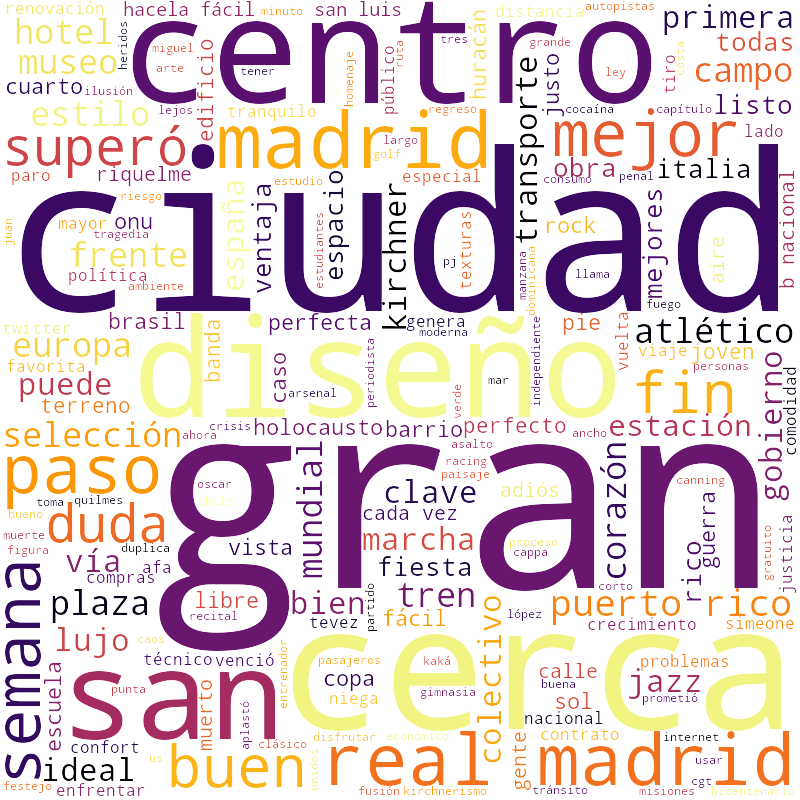 renovación
hacela fácil
san luis
distancia
autopistas
primera
hotel
heridos
minuto
centro
tres
huracán
grande
todas
museo
miguel
arte
edificio
tener
homenaje
público
ruta
justo
ley
tiro
costa
campo
cuarto
ilusión
lejos
tranquilo
regreso
transporte
cocaína
capítulo
listo
estilo
superó
madrid
largo
golf
mejor
lado
paro
riquelme
estudio
especial
obra
italia
riesgo
ciudad
consumo
penal
juan
mayor
onu
tragedia
españa
ventaja
estudiantes
espacio
kirchner
texturas
rock
mejores
aire
b nacional
frente
política
ambiente
pj
dominicana
manzana
llama
fuego
twitter
brasil
perfecta
genera
moderna
pie
atlético
europa
favorita
banda
diseño
independiente
vuelta
viaje
joven
personas
puede
terreno
caso
arsenal
periodista
mar
verde
fin
gobierno
comodidad
selección
crisis
ahora
holocausto
barrio
perfecto
asalto
ancho
estación
paso
gran
mundial
racing
paisaje
corazón
canning
toma
quilmes
oscar
chile
clave
adiós
bueno
duda
cada vez
proceso
cappa
rico
guerra
gratuito
justicia
muerte
figura
duplica
vía
afa
vista
marcha
fiesta
corto
semana
compras
plaza
libre
recital
bien
tevez
partido
tren
fácil
colectivo
lópez
puerto rico
crecimiento
simeone
lujo
caos
cerca
escuela
san
técnico
venció
entrenador
pasajeros
kaká
calle
problemas
punta
muerto
aplastó
copa
niega
gimnasia
buena
sol
jazz
prometió
confort
clásico
nacional
ideal
us
buen
unidos
disfrutar
económico
real
gente
contrato
madrid
internet
usar
festejo
enfrentar
fusión
kirchnerismo
tránsito
misiones
cgt
bicentenario